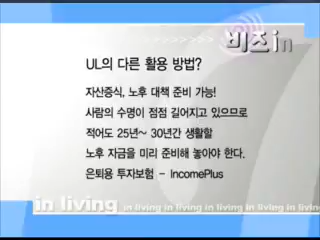 비즈in
UL의 다른 활용 방법?
자산증식, 노후 대책 준비 가능!
사람의 수명이 점점 길어지고 있으므로
적어도 25년~ 30년간 생활할
노후 자금을 미리 준비해 놓아야 한다.
은퇴용 투자보험 - IncomePlus
in living in living in living in living in living in living in living